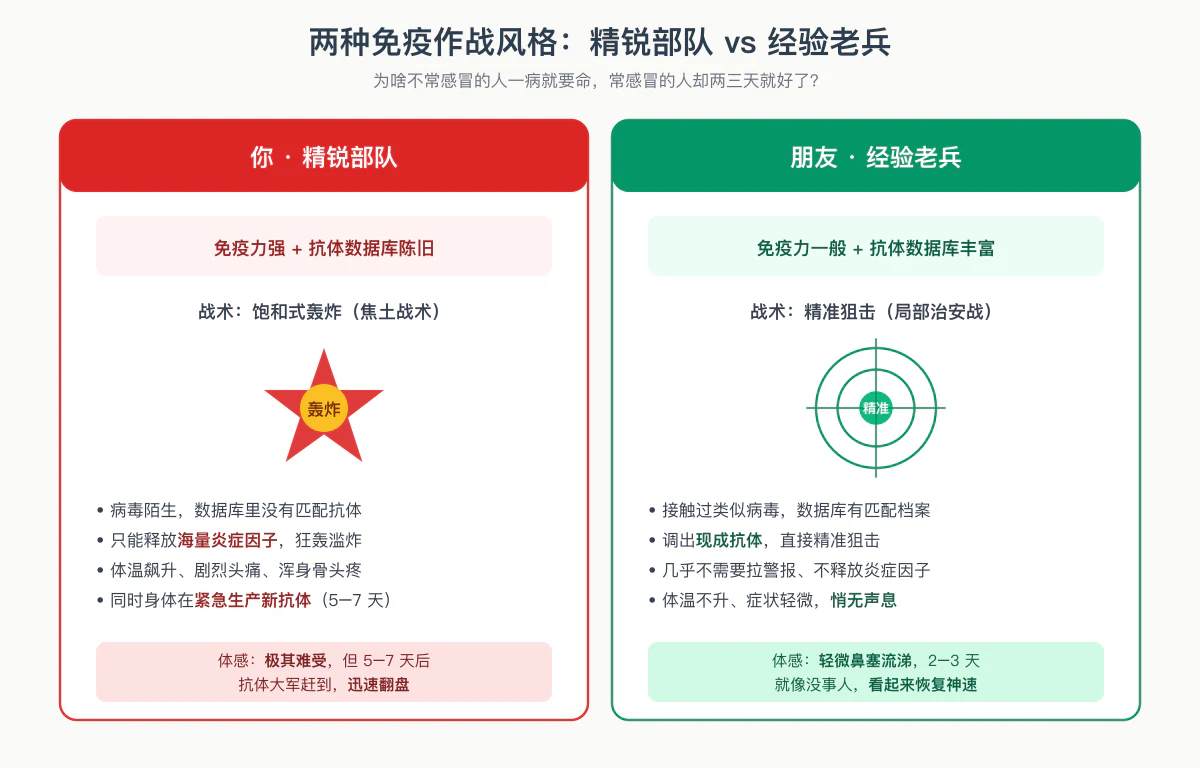 两种免疫作战风格：精锐部队 vs 经验老兵
为啥不常感冒的人一病就要命，常感冒的人却两三天就好了？
你 · 精锐部队
免疫力强 + 抗体数据库陈旧
战术：饱和式轰炸（焦土战术）
轰炸
• 病毒陌生，数据库里没有匹配抗体
• 只能释放海量炎症因子，狂轰滥炸
• 体温飙升、剧烈头痛、浑身骨头疼
• 同时身体在紧急生产新抗体（5—7 天）
体感：极其难受，但 5—7 天后
抗体大军赶到，迅速翻盘
朋友 · 经验老兵
免疫力一般 + 抗体数据库丰富
战术：精准狙击（局部治安战）
精准
• 接触过类似病毒，数据库有匹配档案
• 调出现成抗体，直接精准狙击
• 几乎不需要拉警报、不释放炎症因子
• 体温不升、症状轻微，悄无声息
体感：轻微鼻塞流涕，2—3 天
就像没事人，看起来恢复神速